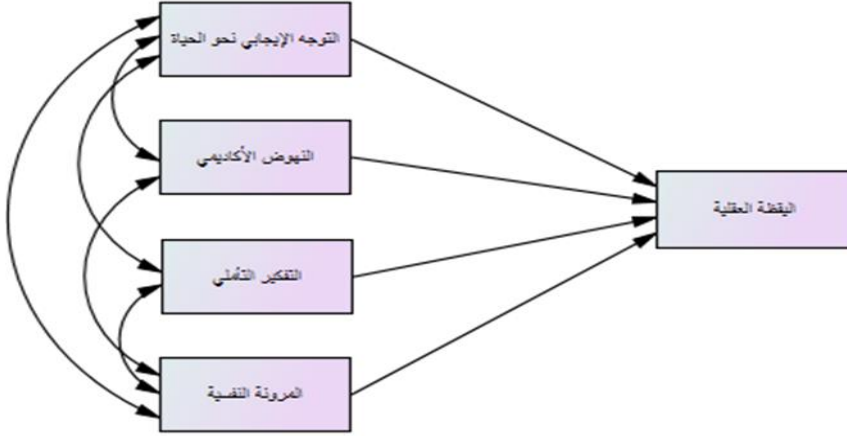 التوجه الإيجابي نحو الحياة
النهوض الأكاديمي
اليقظة العقلية
التفكير التأملي
المرونة النفسية